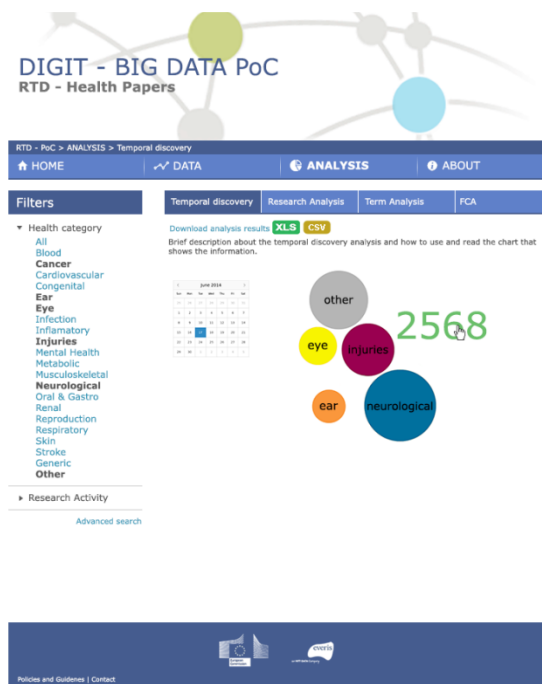 DIGIT - BIG DATA PoC
RTD - Health Papers
RTD - PoC > ANALYSIS > Temporal discovery
HOME
DATA
ANALYSIS
ABOUT
Filters
Health category
All
Blood
Cancer
Cardiovascular
Congenital
Ear
Eye
Infection
Inflamatory
Injuries
Mental Health
Metabolic
Musculoskeletal
Neurological
Oral & Gastro
Renal
Reproduction
Respiratory
Skin
Stroke
Generic
Other
Research Activity
Advanced search
Temporal discovery
Research Analysis
Term Analysis
FCA
Download analysis results XLS CSV
Brief description about the temporal discovery analysis and how to use and read the chart that
shows the information.
June 2014
other
2568
eye
injuries
ear
neurological
European
Commission
everis
Policies and Guidenes | Contact